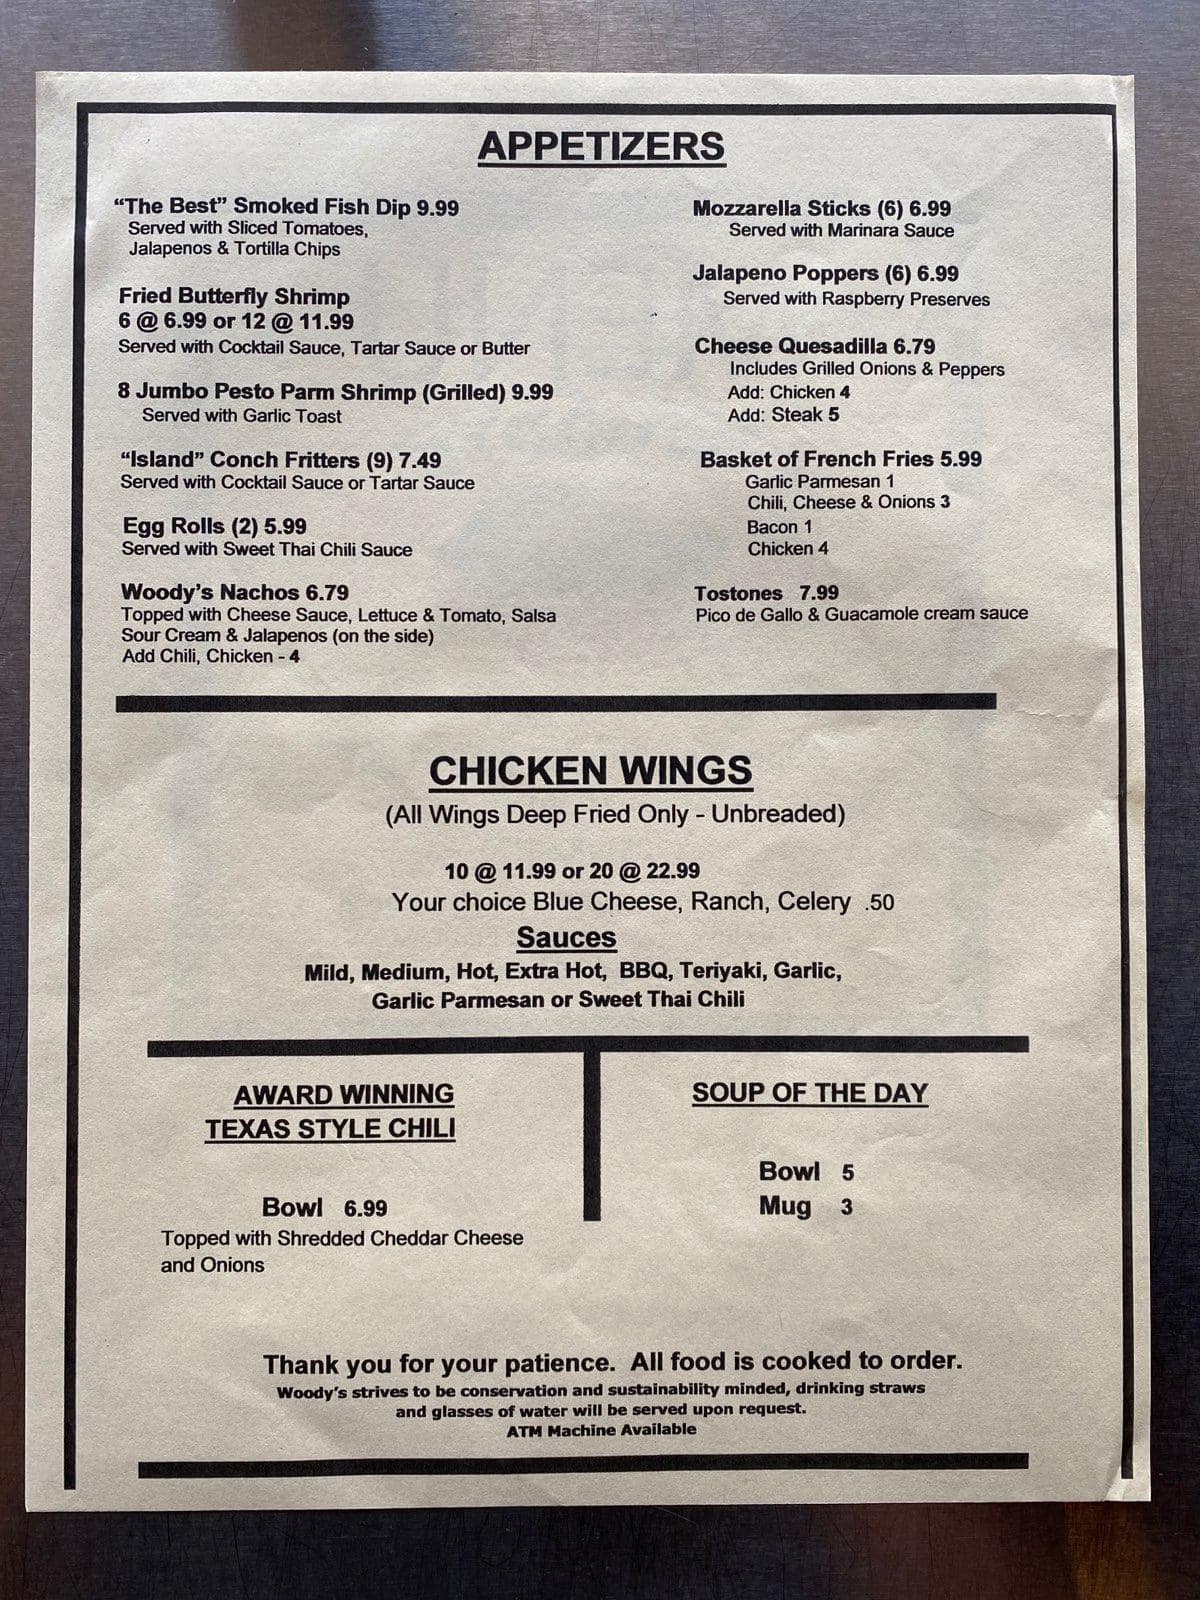 APPETIZERS
“The Best” Smoked Fish Dip 9.99
Served with Sliced Tomatoes,
Jalapenos & Tortilla Chips
Fried Butterfly Shrimp
6 @ 6.99 or 12 @ 11.99
Served with Cocktail Sauce, Tartar Sauce or Butter
8 Jumbo Pesto Parm Shrimp (Grilled) 9.99
Served with Garlic Toast
“Island” Conch Fritters (9) 7.49
Served with Cocktail Sauce or Tartar Sauce
Egg Rolls (2) 5.99
Served with Sweet Thai Chili Sauce
Woody’s Nachos 6.79
Topped with Cheese Sauce, Lettuce & Tomato, Salsa
Sour Cream & Jalapenos (on the side)
Add Chili, Chicken - 4
Mozzarella Sticks (6) 6.99
Served with Marinara Sauce
Jalapeno Poppers (6) 6.99
Served with Raspberry Preserves
Cheese Quesadilla 6.79
Includes Grilled Onions & Peppers
Add: Chicken 4
Add: Steak 5
Basket of French Fries 5.99
Garlic Parmesan 1
Chili, Cheese & Onions 3
Bacon 1
Chicken 4
Tostones 7.99
Pico de Gallo & Guacamole cream sauce
CHICKEN WINGS
(All Wings Deep Fried Only - Unbreaded)
10 @ 11.99 or 20 @ 22.99
Your choice Blue Cheese, Ranch, Celery .50
Sauces
Mild, Medium, Hot, Extra Hot, BBQ, Teriyaki, Garlic,
Garlic Parmesan or Sweet Thai Chili
AWARD WINNING
TEXAS STYLE CHILI
Bowl 6.99
Topped with Shredded Cheddar Cheese
and Onions
SOUP OF THE DAY
Bowl 5
Mug 3
Thank you for your patience. All food is cooked to order.
Woody’s strives to be conservation and sustainability minded, drinking straws
and glasses of water will be served upon request.
ATM Machine Available